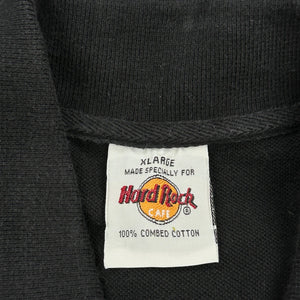 XLARGE
MADE SPECIALLY FOR
Hard Rock
CAFE ®
100% COMBED COTTON